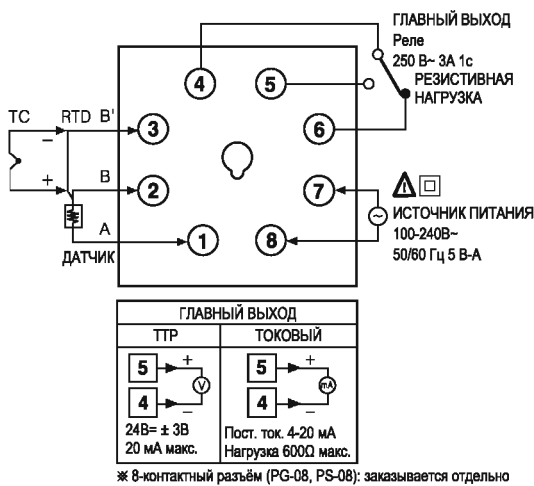 ГЛАВНЫЙ ВЫХОД
Реле
250 В~ 3А 1с
РЕЗИСТИВНАЯ
НАГРУЗКА
4
5
TC
RTD
B'
3
6
−
+
B
2
7
A
1
8
ДАТЧИК
ИСТОЧНИК ПИТАНИЯ
100-240В~
50/60 Гц 5 В-А
ГЛАВНЫЙ ВЫХОД
ТТР
ТОКОВЫЙ
5
+
V
4
−
24В= ± 3В
20 мА макс.
5
+
mA
4
−
Пост. ток. 4-20 мА
Нагрузка 600Ω макс.
※ 8-контактный разъём (PG-08, PS-08): заказывается отдельно